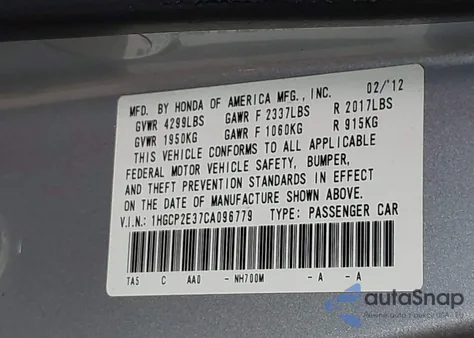 MFD. BY HONDA OF AMERICA MFG., INC. 02/'12
GVWR 4299LBS GAWR F 2337LBS R 2017LBS
GVWR 1950KG GAWR F 1060KG R 915KG
THIS VEHICLE CONFORMS TO ALL APPLICABLE
FEDERAL MOTOR VEHICLE SAFETY, BUMPER,
AND THEFT PREVENTION STANDARDS IN EFFECT
ON THE DATE OF MANUFACTURE SHOWN ABOVE.
V.I.N.: 1HGCP2E37CA096779 TYPE: PASSENGER CAR
TA5 C AA0 -NH700M -A -A
autaSnap